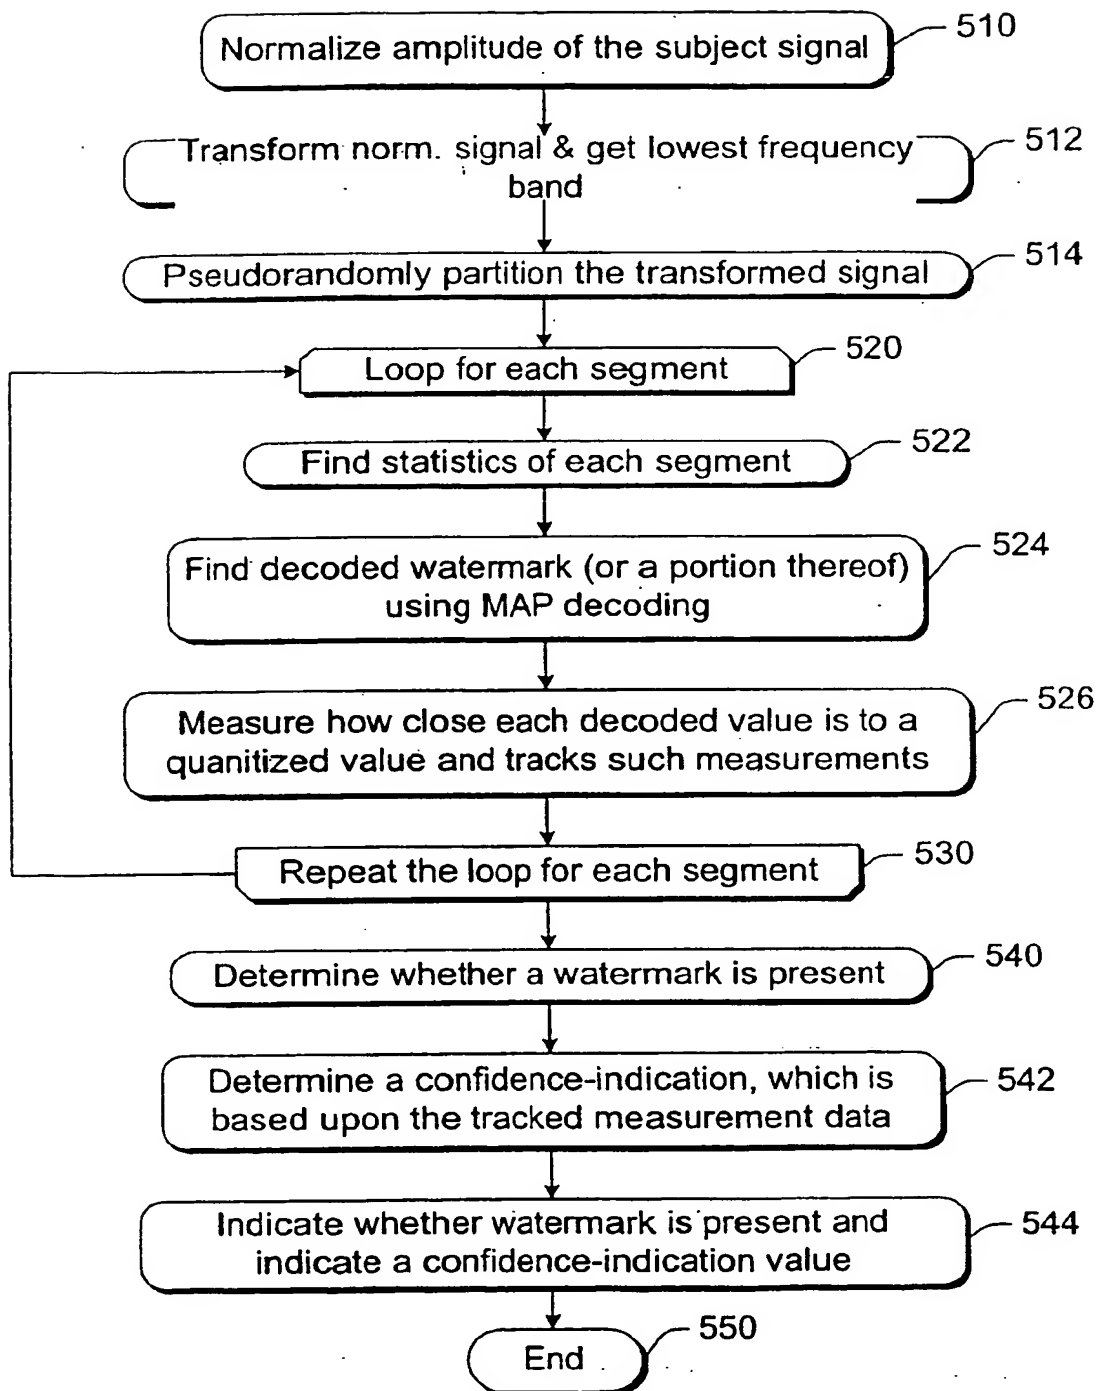 Normalize amplitude of the subject signal
510
Transform norm. signal & get lowest frequency
band
512
Pseudorandomly partition the transformed signal
514
Loop for each segment
520
Find statistics of each segment
522
Find decoded watermark (or a portion thereof)
using MAP decoding
524
Measure how close each decoded value is to a
quanitized value and tracks such measurements
526
Repeat the loop for each segment
530
Determine whether a watermark is present
540
Determine a confidence-indication, which is
based upon the tracked measurement data
542
Indicate whether watermark is present and
indicate a confidence-indication value
544
End
550